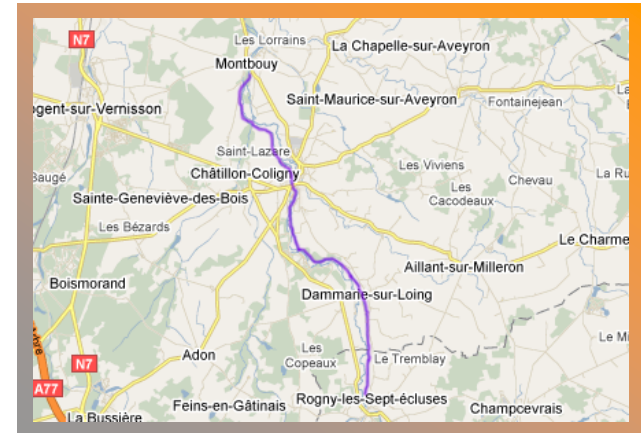 N7
Les Lorrains
La Chapelle-sur-Aveyron
Montbouy
Saint-Maurice-sur-Aveyron
Fontainejean
ogent-sur-Vernisson
Saint-Lazare
Les Viviens
Châtillon-Coligny
Chevau
La Ru
Baugé
Les
Cacodeaux
Sainte-Geneviève-des-Bois
Les Bézards
Le Charme
Aillant-sur-Milleron
Boismorand
Dammarie-sur-Loing
Le Mi
Les
Copeaux
Le Tremblay
Adon
N7
A77
Feins-en-Gâtinais
Rogny-les-Sept-écluses
Champcevrais
La Bussière